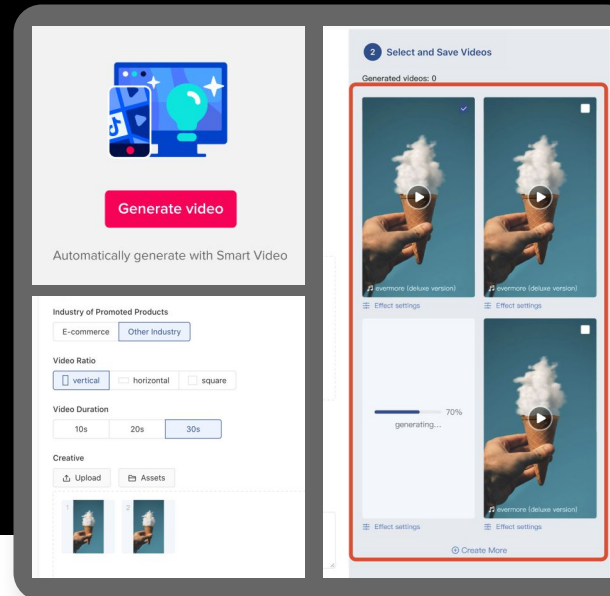 Generate video
Automatically generate with Smart Video
Industry of Promoted Products
E-commerce Other Industry
Video Ratio
vertical horizontal square
Video Duration
10s 20s 30s
Creative
Upload Assets
1 2
2 Select and Save Videos
Generated videos: 0
evermore (deluxe version) evermore (deluxe version)
Effect settings Effect settings
70%
generating...
evermore (deluxe version)
Effect settings Effect settings
Create More